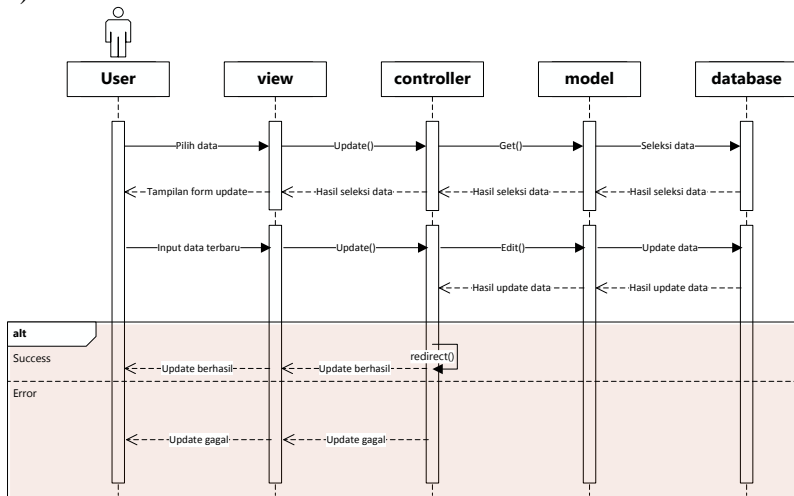 )
User
view
controller
model
database
Pilih data
Update()
Get()
Seleksi data
Tampilan form update
Hasil seleksi data
Hasil seleksi data
Hasil seleksi data
Input data terbaru
Update()
Edit()
Update data
Hasil update data
Hasil update data
alt
Success
redirect()
Update berhasil
Update berhasil
Error
Update gagal
Update gagal